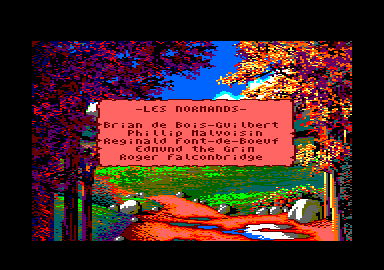 -LES NORMANDS-
Brian de Bois-Guilbert
Phillip Malvoisin
Reginald Font-de-Boeuf
Edmund the Grim
Roger Falconbridge